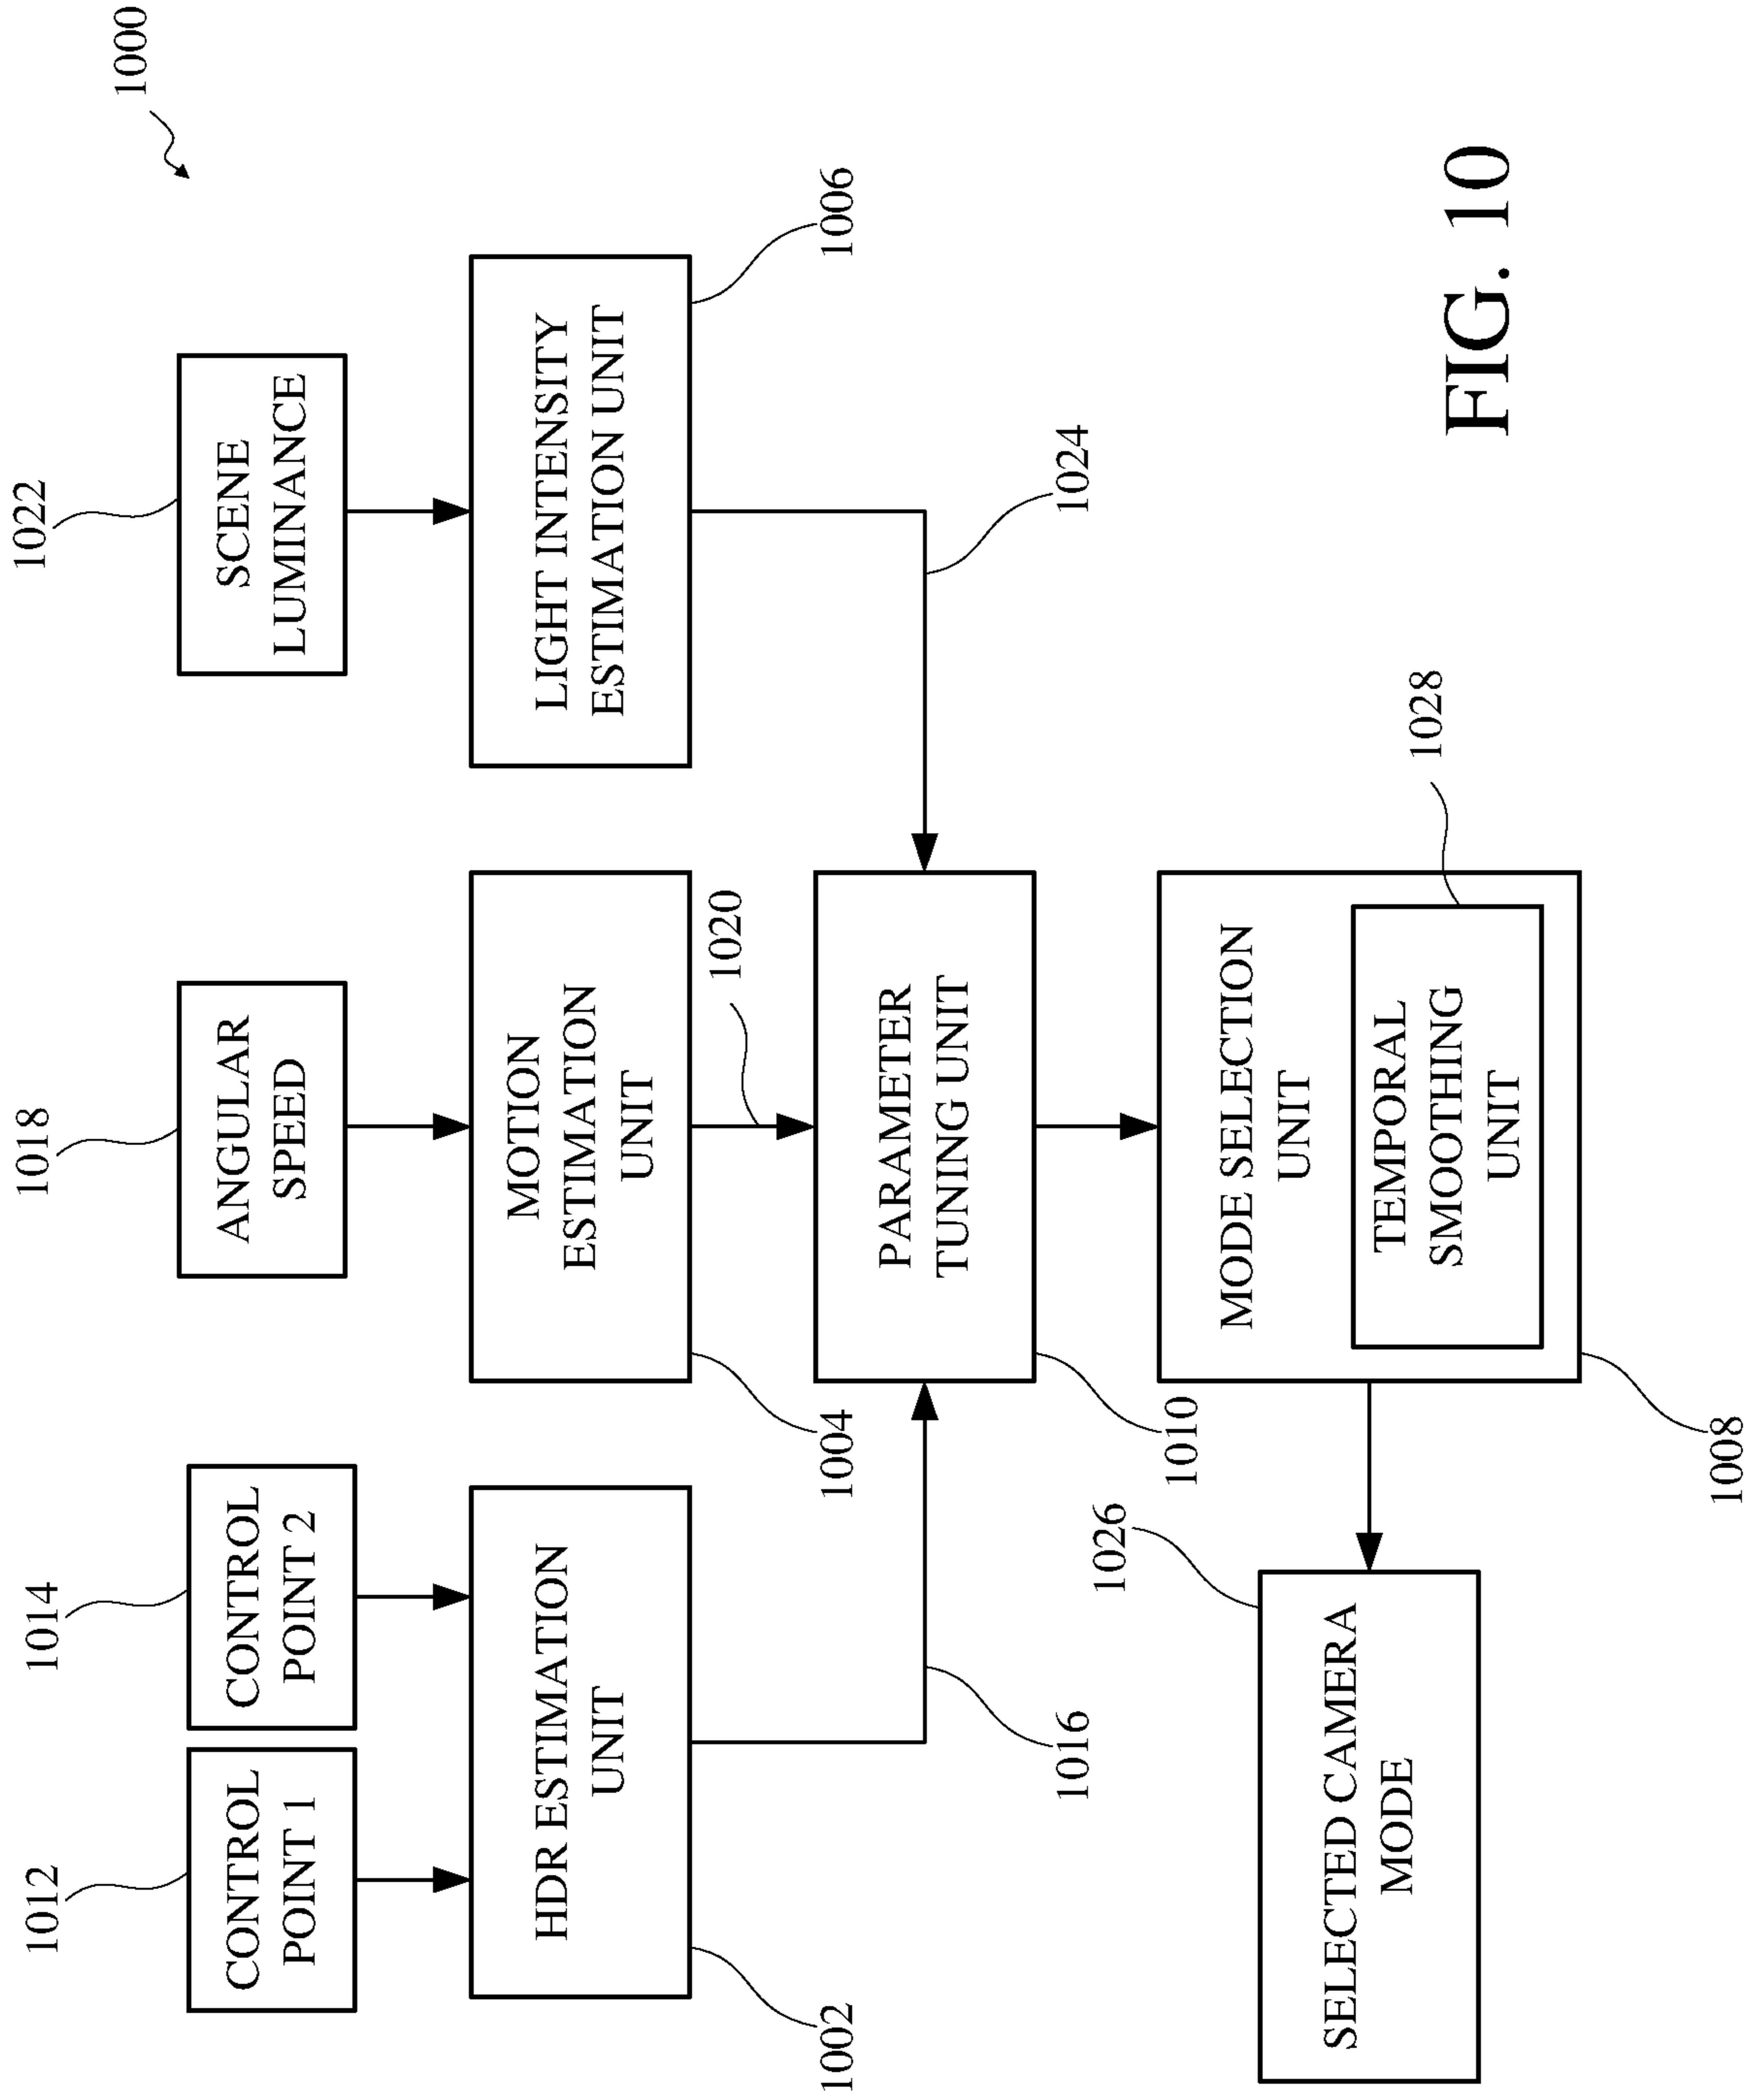 1000
1012
1014
1018
1022
CONTROL
POINT 1
CONTROL
POINT 2
ANGULAR
SPEED
SCENE
LUMINANCE
HDR ESTIMATION
UNIT
MOTION
ESTIMATION
UNIT
LIGHT INTENSITY
ESTIMATION UNIT
1002
1004
1020
1006
PARAMETER
TUNING UNIT
1016
1024
1010
1026
MODE SELECTION
UNIT
TEMPORAL
SMOOTHING
UNIT
1028
SELECTED CAMERA
MODE
1008
FIG. 10